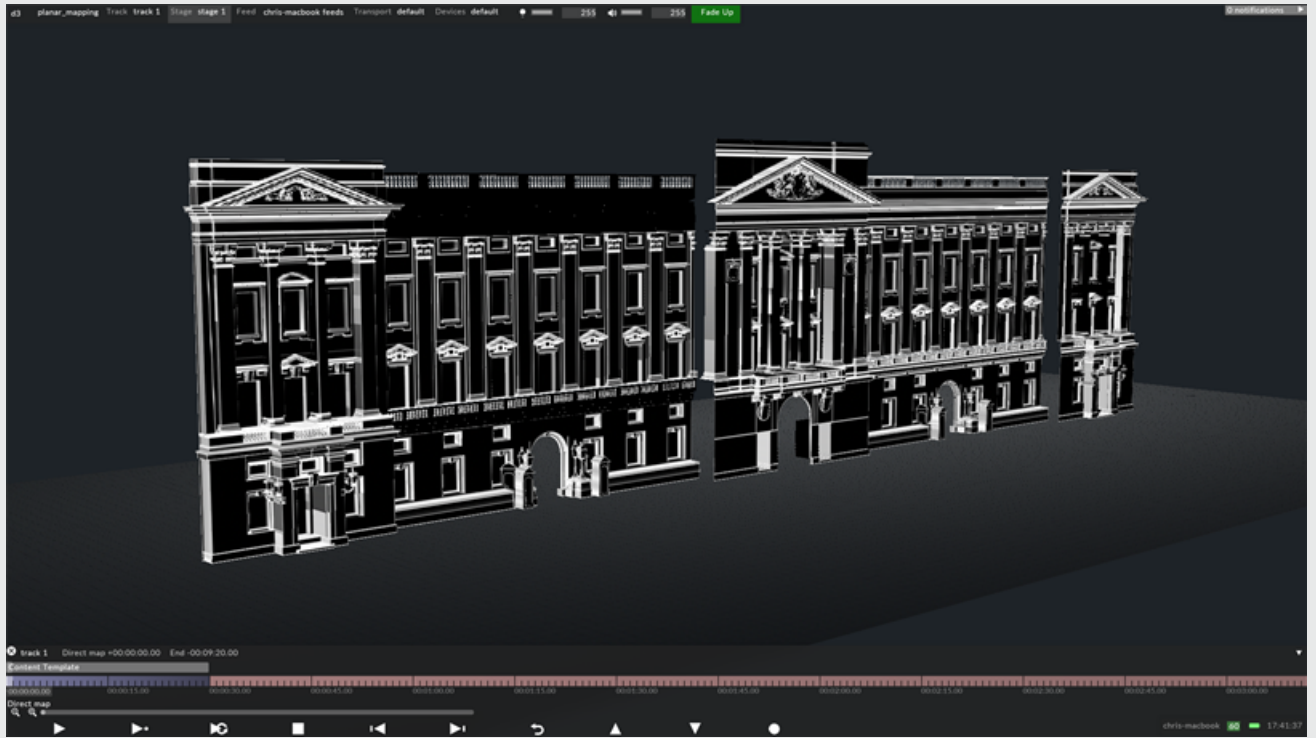 d3 planar_mapping Track track 1 Stage stage 1 Feed chris-macbook feeds Transport default Devices default 255 255 Fade Up 0 notifications
track 1 Direct map +00:00:00.00 End -00:09:20.00
Content Template
00:00:00.00 00:00:15.00 00:00:30.00 00:00:45.00 00:01:00.00 00:01:15.00 00:01:30.00 00:01:45.00 00:02:00.00 00:02:15.00 00:02:30.00 00:02:45.00 00:03:00.00
Direct map
chris-macbook 60 17:41:37